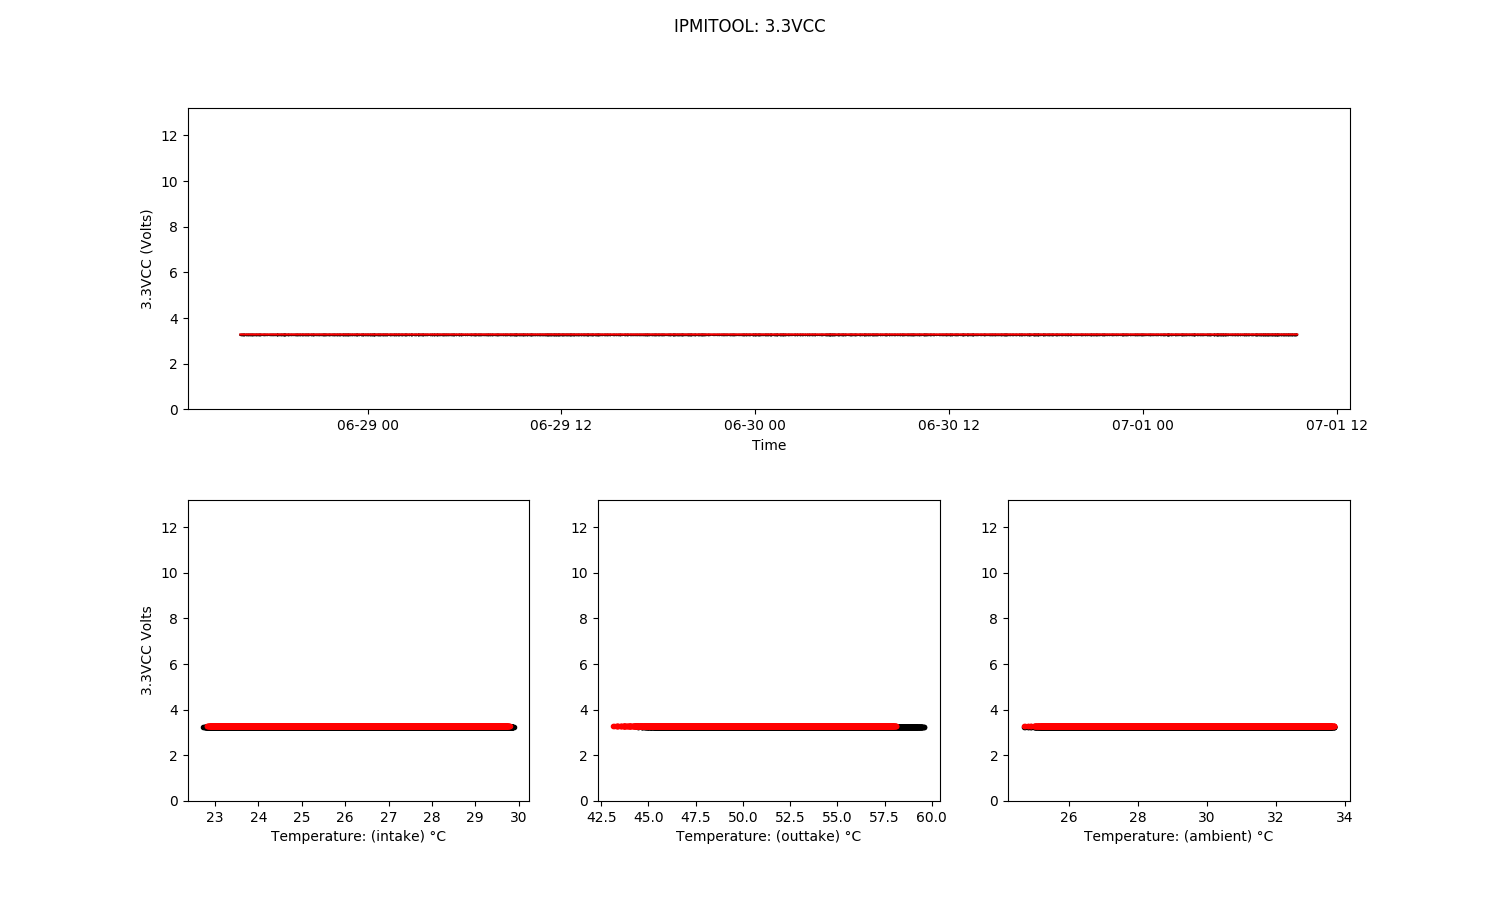 IPMITOOL: 3.3VCC
3.3VCC (Volts)
12
10
8
6
4
2
0
06-29 00 06-29 12 06-30 00 06-30 12 07-01 00 07-01 12
Time
3.3VCC Volts
12
10
8
6
4
2
0
23 24 25 26 27 28 29 30
Temperature: (intake) °C
12
10
8
6
4
2
0
42.5 45.0 47.5 50.0 52.5 55.0 57.5 60.0
Temperature: (outtake) °C
12
10
8
6
4
2
0
26 28 30 32 34
Temperature: (ambient) °C